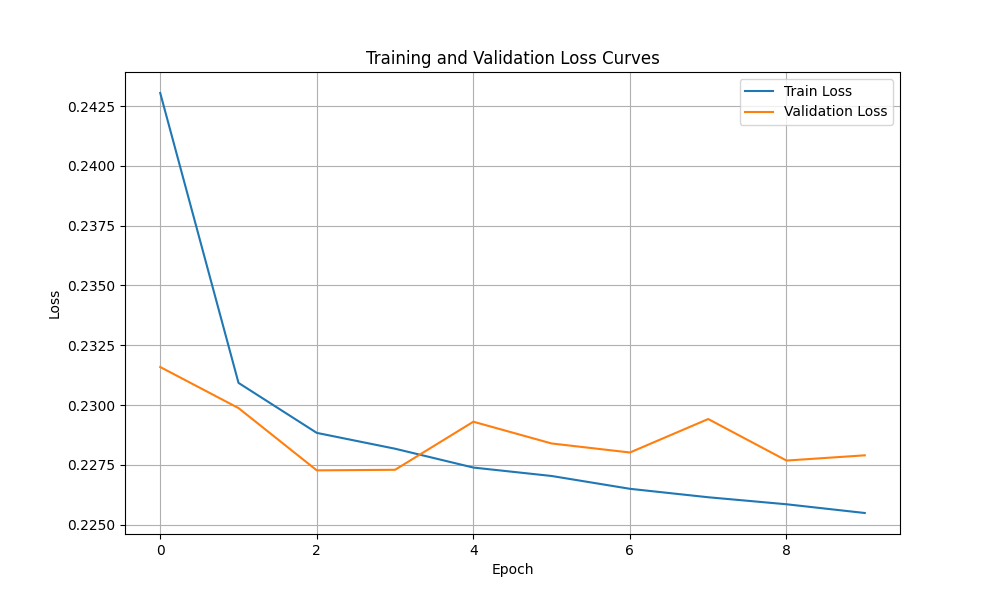 Training and Validation Loss Curves
Train Loss
Validation Loss
0.2425
0.2400
0.2375
0.2350
0.2325
0.2300
0.2275
0.2250
Loss
0 2 4 6 8
Epoch